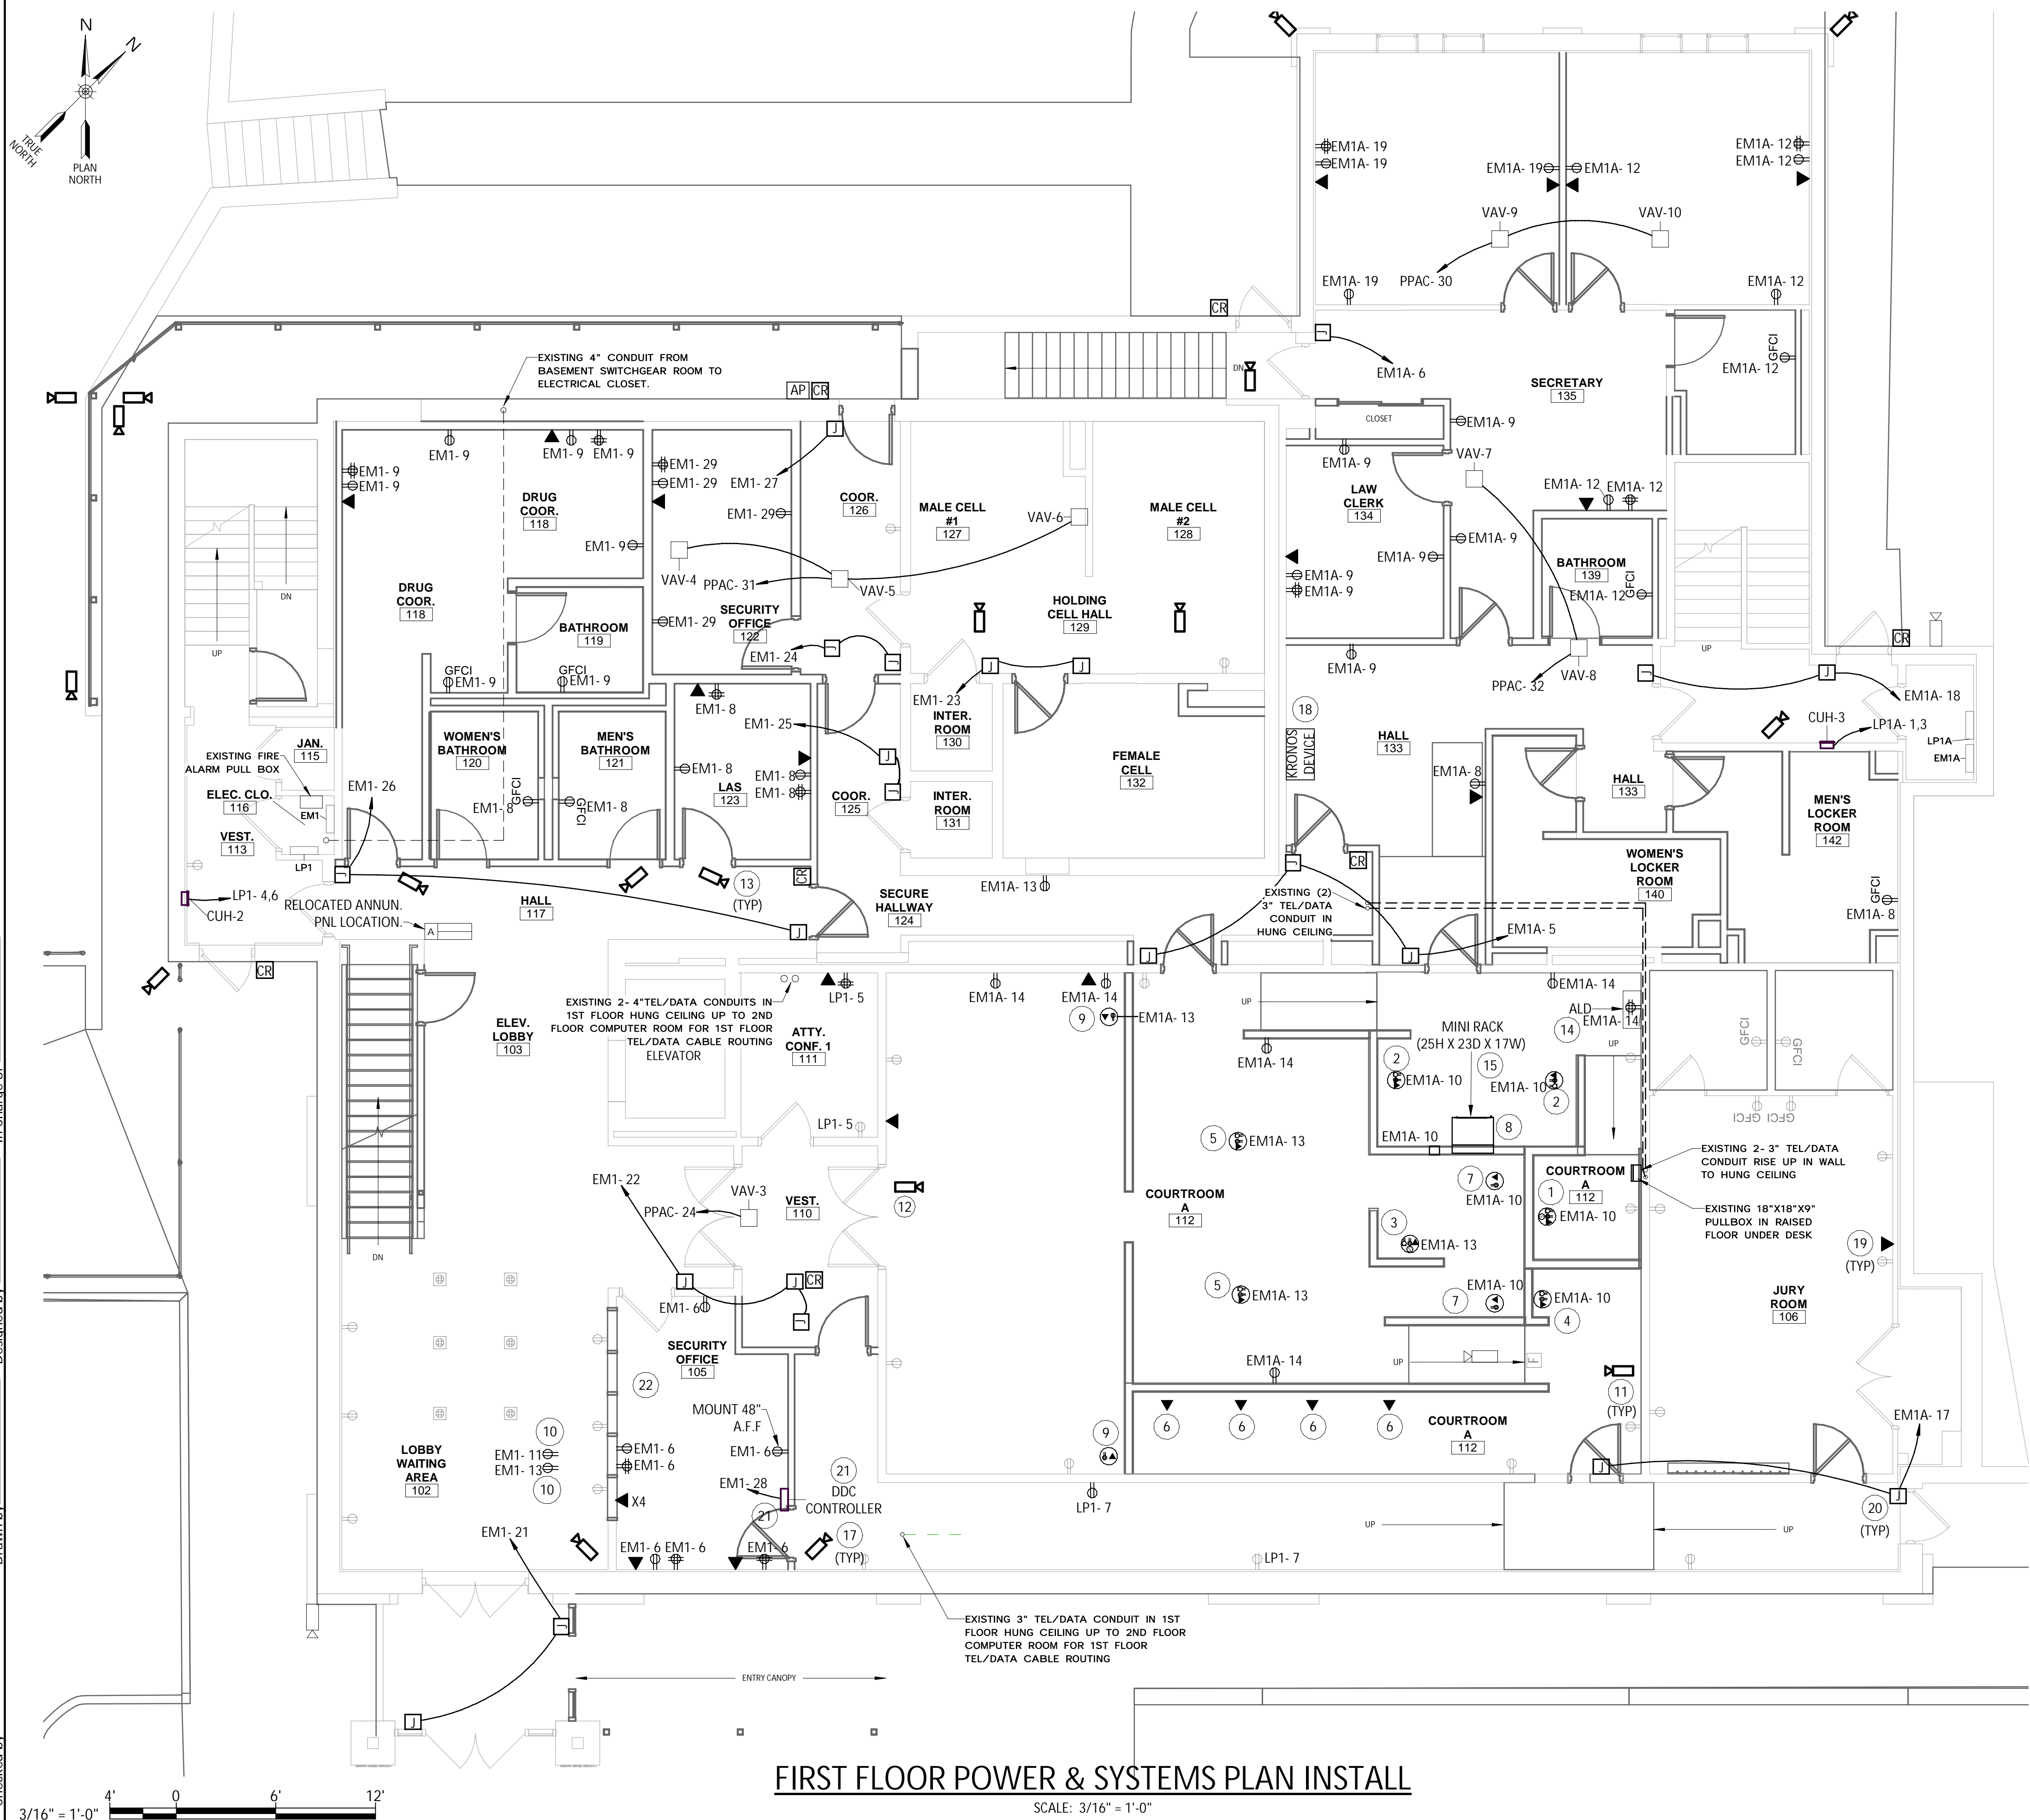 N
N
TRUE
NORTH
PLAN
NORTH
EM1A- 19
EM1A- 19
EM1A- 19
EM1A- 12
EM1A- 12
EM1A- 12
VAV-9
VAV-10
PPAC- 30
EM1A- 19
EM1A- 12
CR
J
EM1A- 6
DN
SECRETARY
135
GFCI
EM1A- 12
CLOSET
EM1A- 9
EM1A- 9
VAV-7
EXISTING 4" CONDUIT FROM
BASEMENT SWITCHGEAR ROOM TO
ELECTRICAL CLOSET.
AP
CR
J
EM1- 9
EM1- 9
EM1- 9
EM1- 9
EM1- 9
DRUG
COOR.
118
EM1- 29
EM1- 29
EM1- 27
EM1- 29
COOR.
126
MALE CELL
#1
127
VAV-6
MALE CELL
#2
128
LAW
CLERK
134
EM1A- 12
EM1A- 12
EM1A- 9
EM1A- 9
EM1A- 9
EM1A- 9
BATHROOM
139
GFCI
EM1A- 12
EM1- 9
VAV-4
PPAC- 31
VAV-5
DRUG
COOR.
118
DN
UP
BATHROOM
119
SECURITY
OFFICE
122
EM1- 29
HOLDING
CELL HALL
129
EM1- 24
J
J
J
J
EM1A- 9
PPAC- 32
VAV-8
J
J
UP
CR
EM1A- 18
GFCI
EM1- 9
GFCI
EM1- 9
EM1- 8
EM1- 25
EM1- 23
INTER.
ROOM
130
CUH-3
LP1A- 1,3
LP1A
EM1A
18
KRONOS
DEVICE
HALL
133
JAN.
115
EXISTING FIRE
ALARM PULL BOX
WOMEN'S
BATHROOM
120
MEN'S
BATHROOM
121
J
FEMALE
CELL
132
EM1- 8
EM1- 8
EM1- 8
LAS
123
EM1A- 8
HALL
133
ELEC. CLO.
116
EM1
EM1- 26
EM1- 8
GFCI
GFCI
EM1- 8
COOR.
125
J
INTER.
ROOM
131
MEN'S
LOCKER
ROOM
142
VEST.
113
LP1
J
13
(TYP)
CR
EM1A- 13
J
CR
WOMEN'S
LOCKER
ROOM
140
GFCI
EM1A- 8
LP1- 4,6
CUH-2
RELOCATED ANNUN.
PNL LOCATION.
A
HALL
117
SECURE
HALLWAY
124
EXISTING (2)
3" TEL/DATA
CONDUIT IN
HUNG CEILING
J
J
J
EM1A- 5
CR
EXISTING 2- 4"TEL/DATA CONDUITS IN
1ST FLOOR HUNG CEILING UP TO 2ND
FLOOR COMPUTER ROOM FOR 1ST FLOOR
TEL/DATA CABLE ROUTING
ELEVATOR
LP1- 5
EM1A- 14
EM1A- 14
9
EM1A- 13
UP
EM1A- 14
ALD
EM1A- 14
14
MINI RACK
(25H X 23D X 17W)
15
UP
GFCI
GFCI
ELEV.
LOBBY
103
ATTY.
CONF. 1
111
EM1A- 14
2
EM1A- 10
EM1A- 10
2
GFCI
GFCI
LP1- 5
5
EM1A- 13
EM1A- 10
8
EXISTING 2- 3" TEL/DATA
CONDUIT RISE UP IN WALL
TO HUNG CEILING
EM1- 22
VAV-3
PPAC- 24
VEST.
110
12
COURTROOM
A
112
7
EM1A- 10
COURTROOM
A
112
1
EM1A- 10
EXISTING 18"X18"X9"
PULLBOX IN RAISED
FLOOR UNDER DESK
3
EM1A- 13
19
(TYP)
DN
J
J
CR
J
EM1- 6
5
EM1A- 13
EM1A- 10
7
EM1A- 10
4
JURY
ROOM
106
SECURITY
OFFICE
105
22
EM1A- 14
UP
F
11
(TYP)
MOUNT 48"
A.F.F
EM1- 6
6
6
6
6
COURTROOM
A
112
EM1A- 17
LOBBY
WAITING
AREA
102
10
EM1- 11
EM1- 13
10
EM1- 6
EM1- 6
9
J
J
X4
EM1- 28
21
DDC
CONTROLLER
21
LP1- 7
20
(TYP)
EM1- 21
EM1- 6
EM1- 6
EM1- 6
17
(TYP)
UP
UP
LP1- 7
J
EXISTING 3" TEL/DATA CONDUIT IN 1ST
FLOOR HUNG CEILING UP TO 2ND FLOOR
COMPUTER ROOM FOR 1ST FLOOR
TEL/DATA CABLE ROUTING
ENTRY CANOPY
J
FIRST FLOOR POWER & SYSTEMS PLAN INSTALL
SCALE: 3/16" = 1'-0"
4'
0
6'
12'
3/16" = 1'-0"